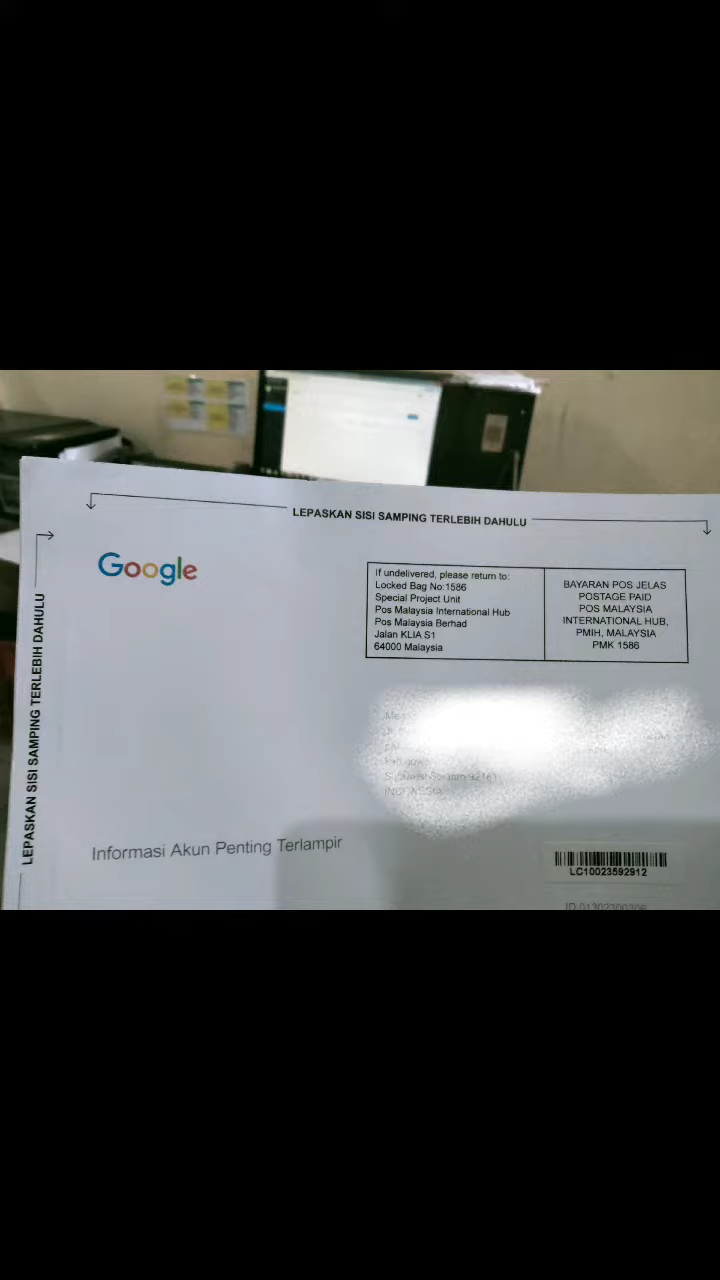 LEPASKAN SISI SAMPING TERLEBIH DAHULU
LEPASKAN SISI SAMPING TERLEBIH DAHULU
Google
If undelivered, please return to:
Locked Bag No:1586
Special Project Unit
Pos Malaysia International Hub
Pos Malaysia Berhad
Jalan KLIA S1
64000 Malaysia
BAYARAN POS JELAS
POSTAGE PAID
POS MALAYSIA
INTERNATIONAL HUB,
PMIH, MALAYSIA
PMK 1586
INDONESIA
Informasi Akun Penting Terlampir
LC10023592912